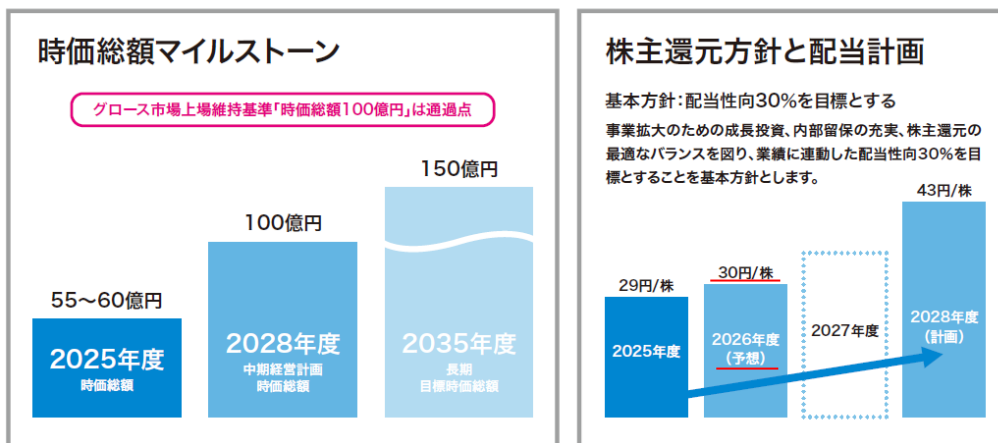 時価総額マイルストーン
グロース市場上場維持基準「時価総額100億円」は通過点
150億円
100億円
55〜60億円
2025年度
時価総額
2028年度
中期経営計画
時価総額
2035年度
長期
目標時価総額
株主還元方針と配当計画
基本方針：配当性向30%を目標とする
事業拡大のための成長投資、内部留保の充実、株主還元の
最適なバランスを図り、業績に連動した配当性向30%を目
標とすることを基本方針とします。
43円/株
29円/株
30円/株
2025年度
2026年度
（予想）
2027年度
2028年度
（計画）